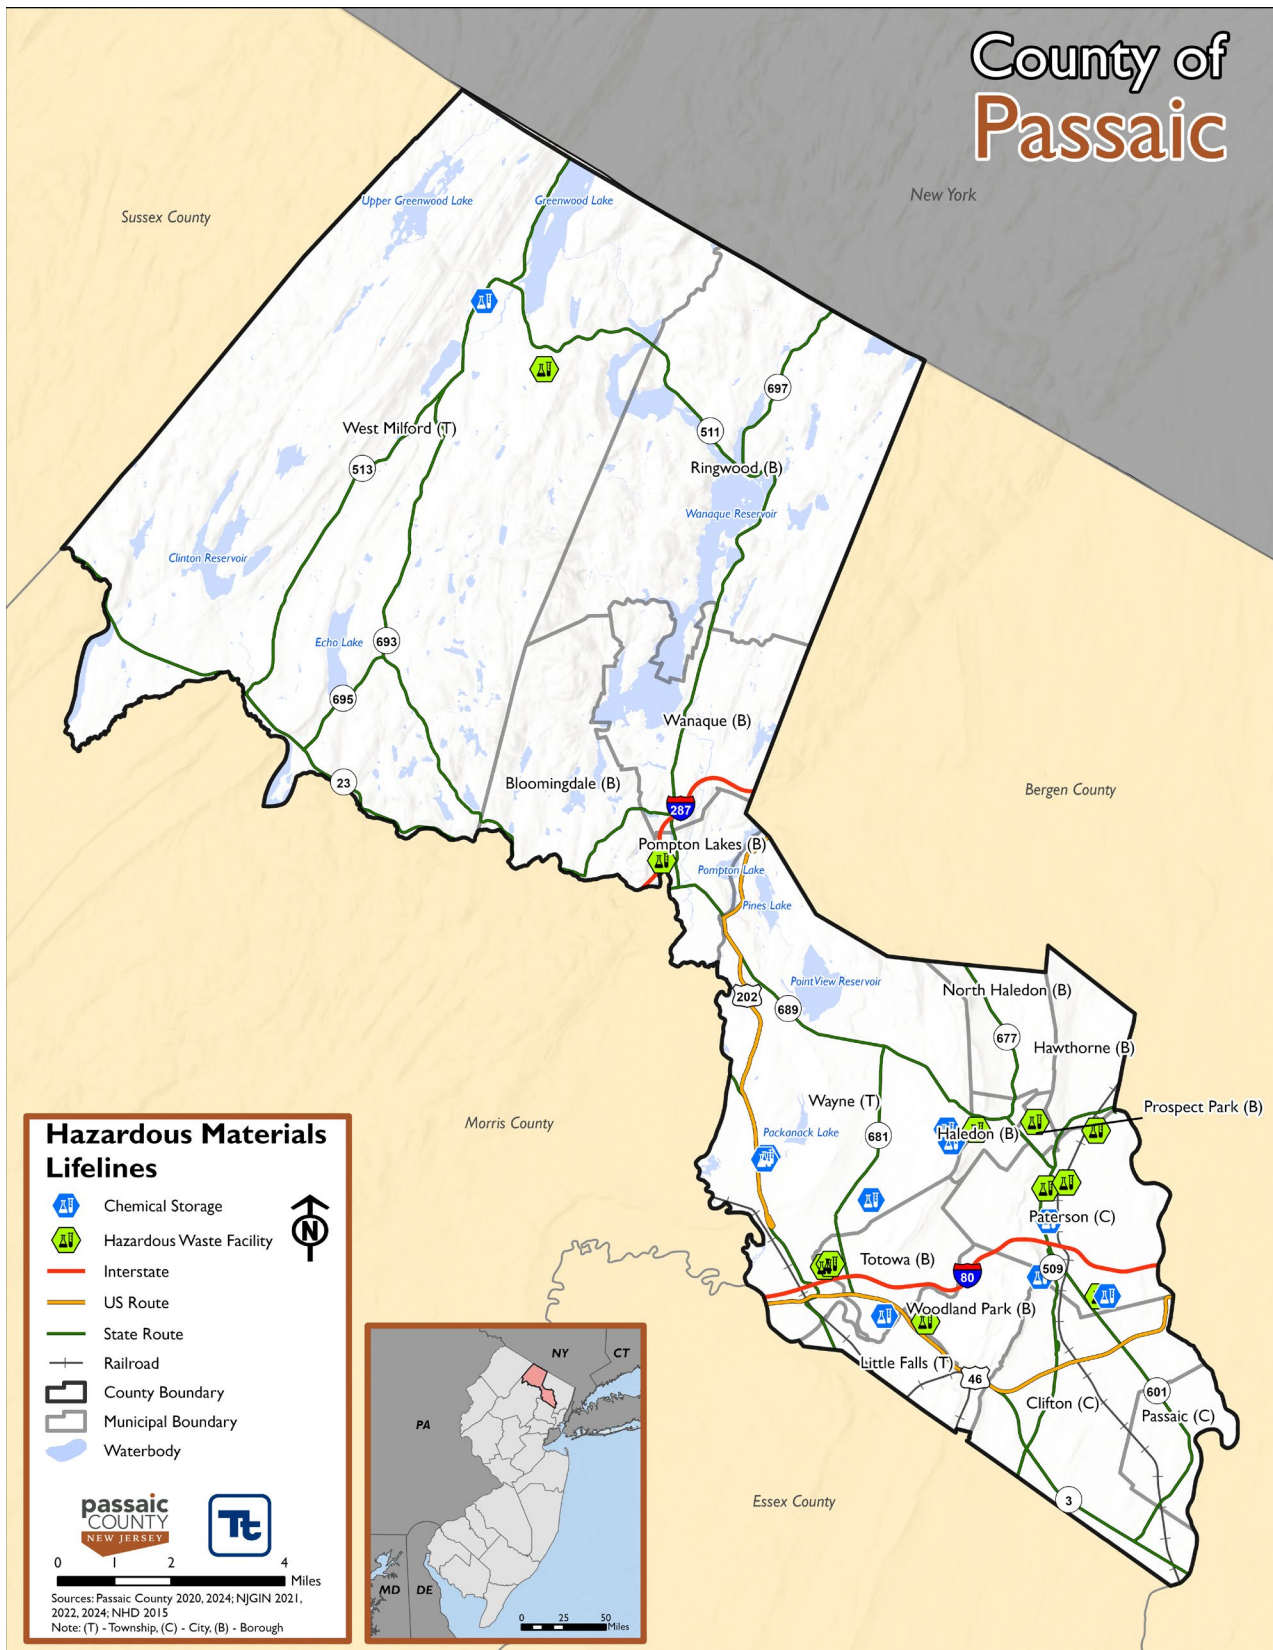 County of
Passaic
New York
Sussex County
Upper Greenwood Lake
Greenwood Lake
697
511
West Milford (T)
Ringwood (B)
513
Wanaque Reservoir
Clinton Reservoir
Echo Lake
693
695
Wanaque (B)
23
Bloomingdale (B)
287
Bergen County
Pompton Lakes (B)
Pompton Lake
Pines Lake
Point View Reservoir
North Haledon (B)
202
689
677
Hawthorne (B)
Wayne (T)
Prospect Park (B)
Morris County
Packanack Lake
681
Haledon (B)
Paterson (C)
Totowa (B)
80
509
Woodland Park (B)
Little Falls (T)
46
601
Clifton (C)
Passaic (C)
Essex County
3
Hazardous Materials
Lifelines
Chemical Storage
Hazardous Waste Facility
N
Interstate
US Route
State Route
Railroad
County Boundary
Municipal Boundary
Waterbody
passaic
COUNTY
NEW JERSEY
Tt
0 1 2 4
Miles
Sources: Passaic County 2020, 2024; NJGIN 2021,
2022, 2024; NHD 2015
Note: (T) - Township, (C) - City, (B) - Borough
NY
CT
PA
MD
DE
0 25 50
Miles